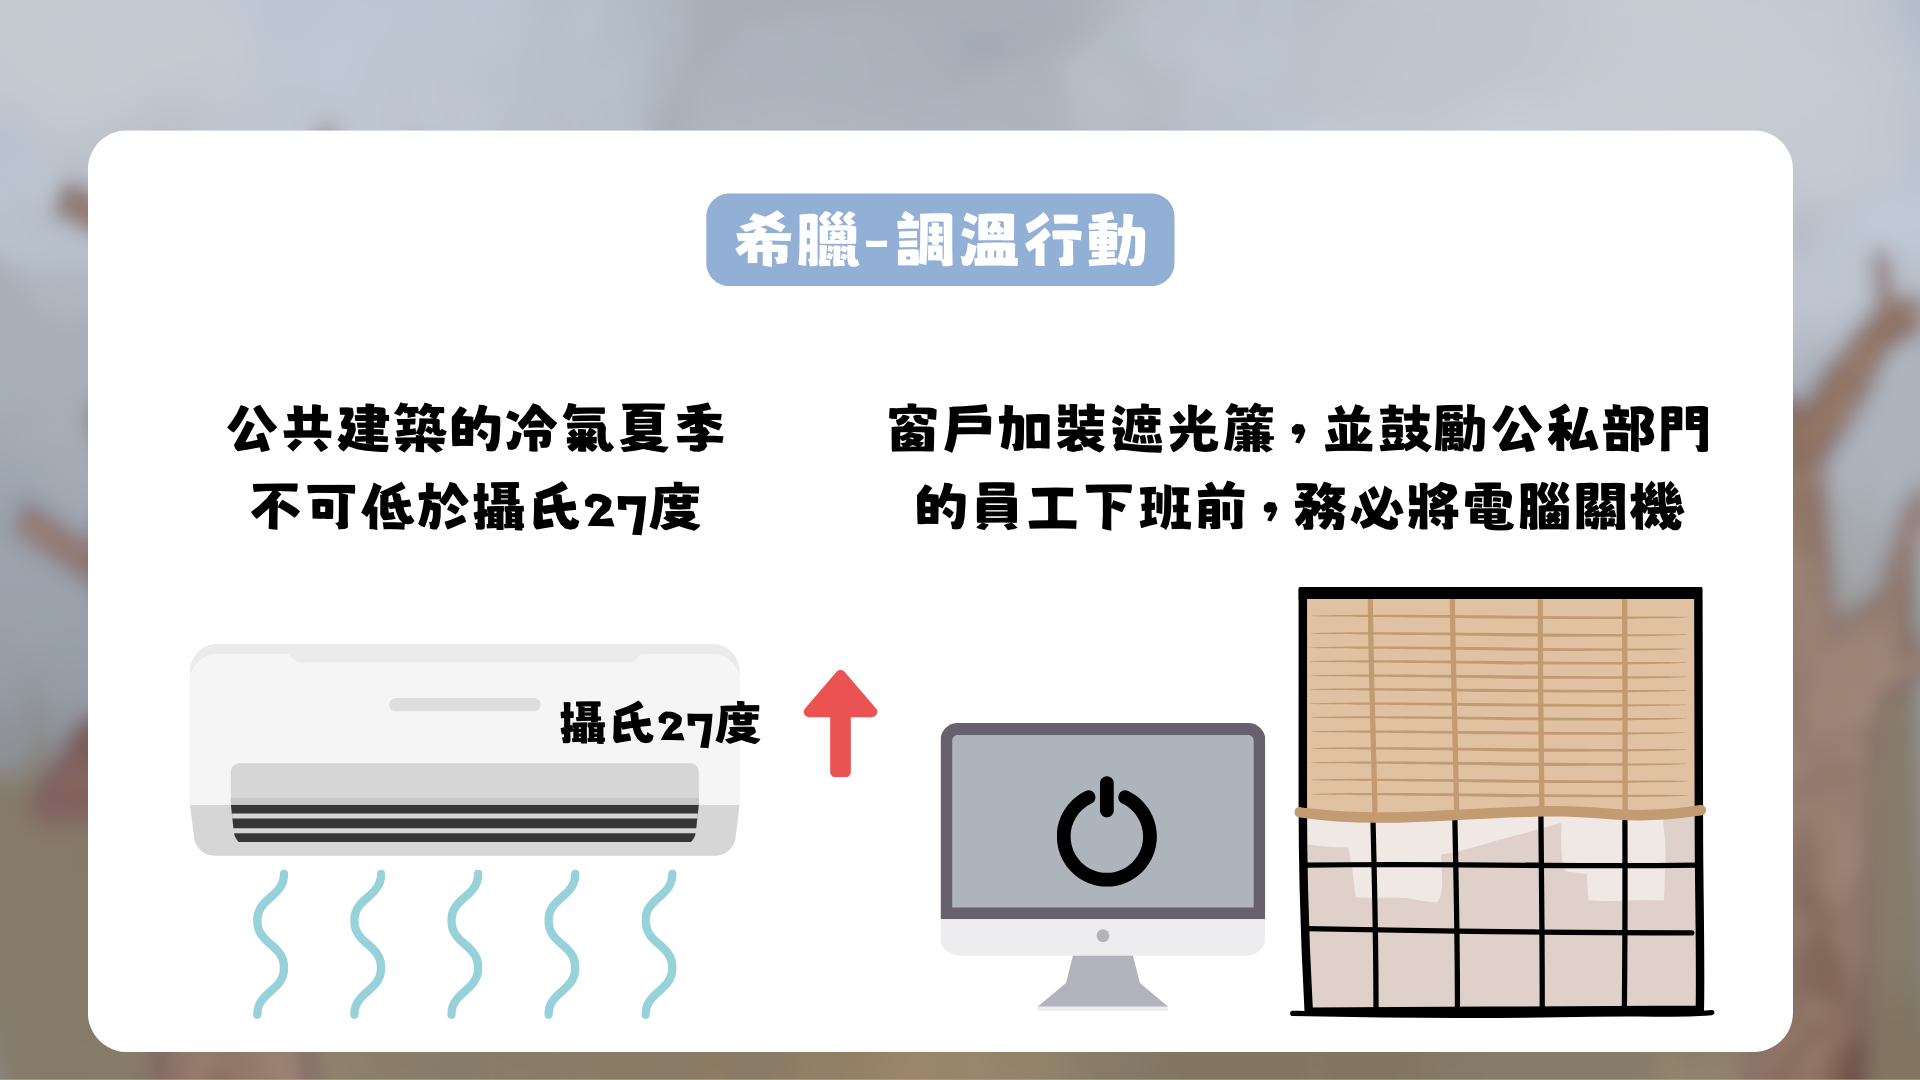 希臘-調溫行動
公共建築的冷氣夏季
不可低於攝氏27度
窗戶加裝遮光簾，並鼓勵公私部門
的員工下班前，務必將電腦關機
攝氏27度